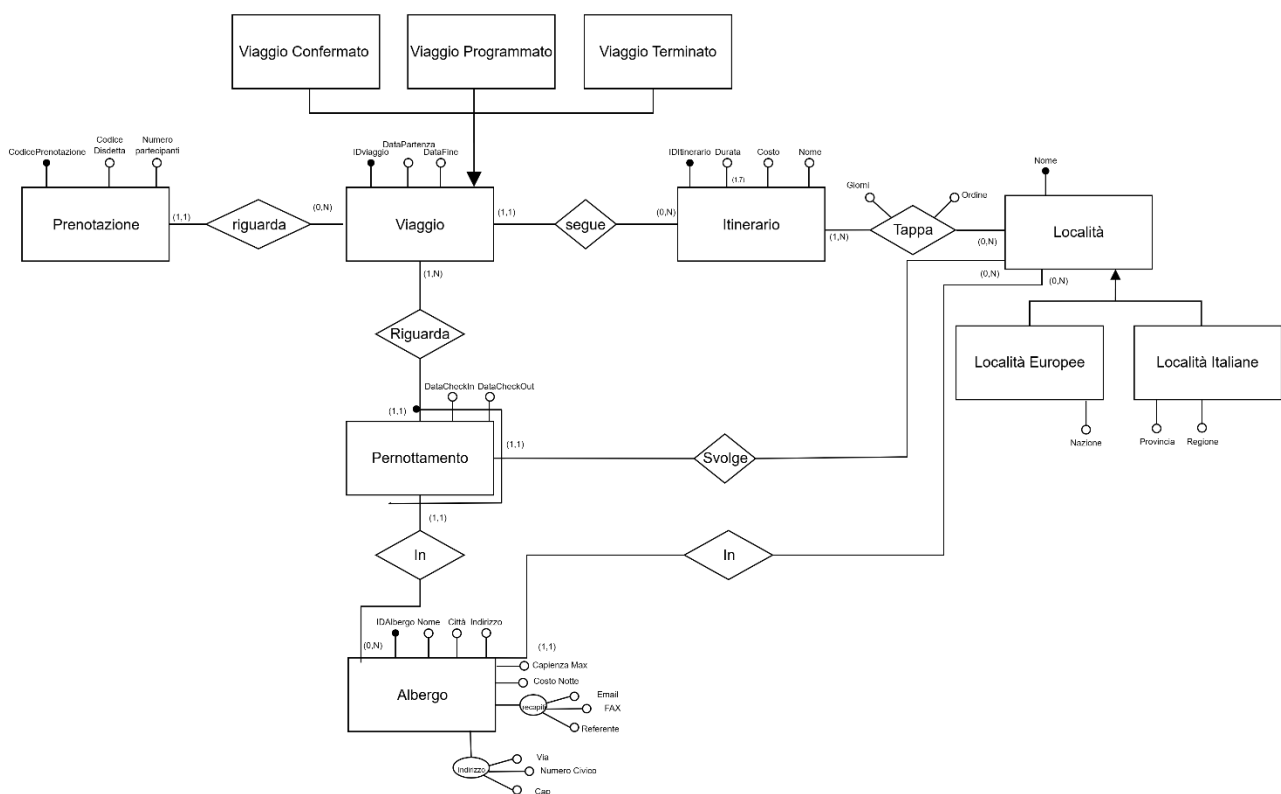 Viaggio Confermato
Viaggio Programmato
Viaggio Terminato
CodicePrenotazione
Codice
Disdetta
Numero
partecipanti
IDviaggio
DataPartenza
DataFine
IDItinerario
Durata
(1.7)
Costo
Nome
Giorni
Ordine
Nome
Prenotazione
(1,1)
riguarda
(0,N)
Viaggio
(1,1)
segue
(0,N)
Itinerario
(1,N)
Tappa
(0,N)
Località
(1,N)
(0,N)
(0,N)
Riguarda
Località Europee
Località Italiane
Nazione
Provincia
Regione
DataCheckIn
DataCheckOut
(1,1)
(1,1)
Pernottamento
Svolge
(1,1)
In
In
IDAlbergo
Nome
Città
Indirizzo
(0,N)
(1,1)
Albergo
Capienza Max
Costo Notte
recapiti
Email
FAX
Referente
Indirizzo
Via
Numero Civico
Cap